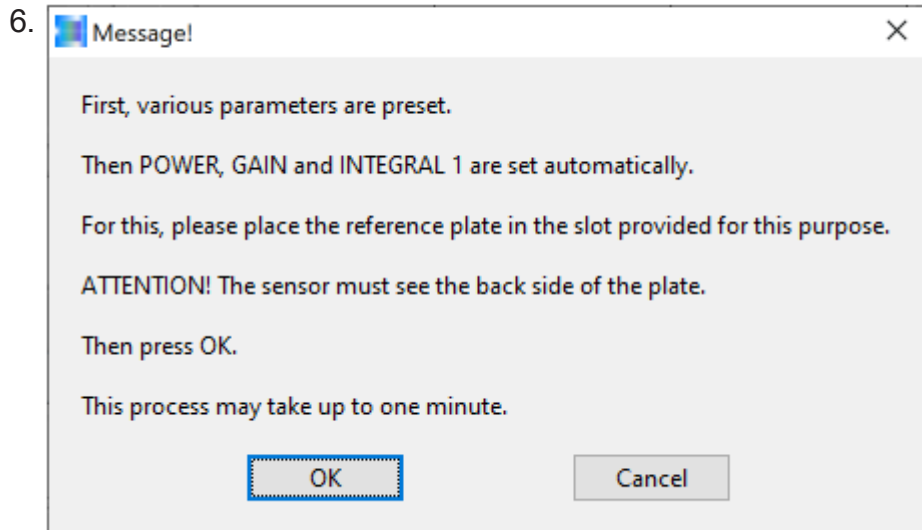 6.
Message!
First, various parameters are preset.
Then POWER, GAIN and INTEGRAL 1 are set automatically.
For this, please place the reference plate in the slot provided for this purpose.
ATTENTION! The sensor must see the back side of the plate.
Then press OK.
This process may take up to one minute.
OK Cancel